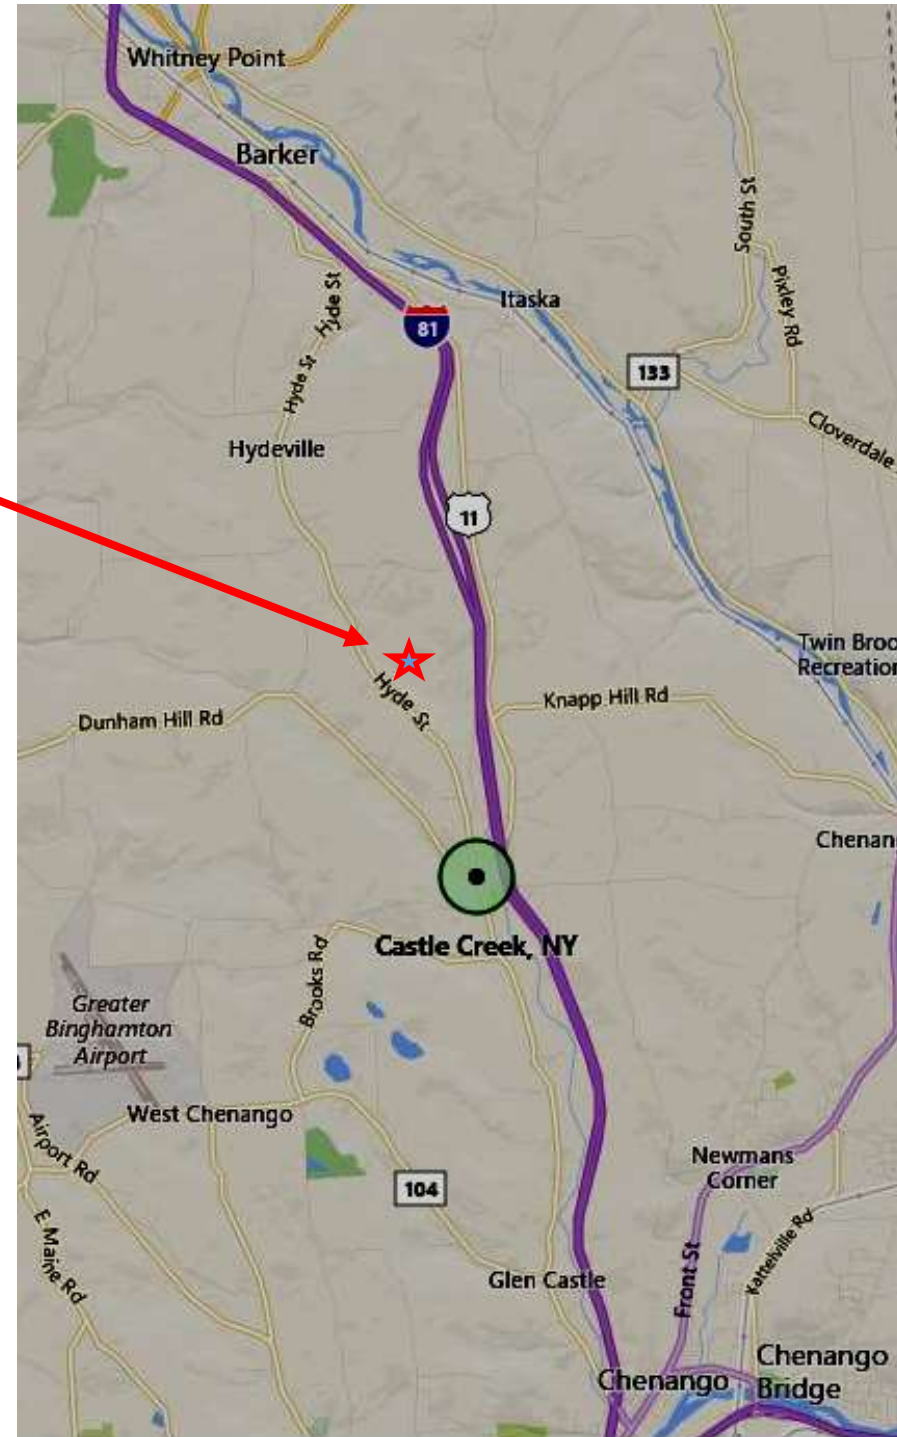 Whitney Point
Barker
South St
Pixley Rd
Hyde St
Itaska
81
Hyde St
133
Cloverdale
Hydeville
11
Twin Broo
Recreation
Hyde St
Knapp Hill Rd
Dunham Hill Rd
Chenan
Castle Creek, NY
Brooks Rd
Greater
Binghamton
Airport
West Chenango
Airport Rd
Newmans
Corner
104
E Maine Rd
Kattelville Rd
Front St
Glen Castle
Chenango
Bridge
Chenango